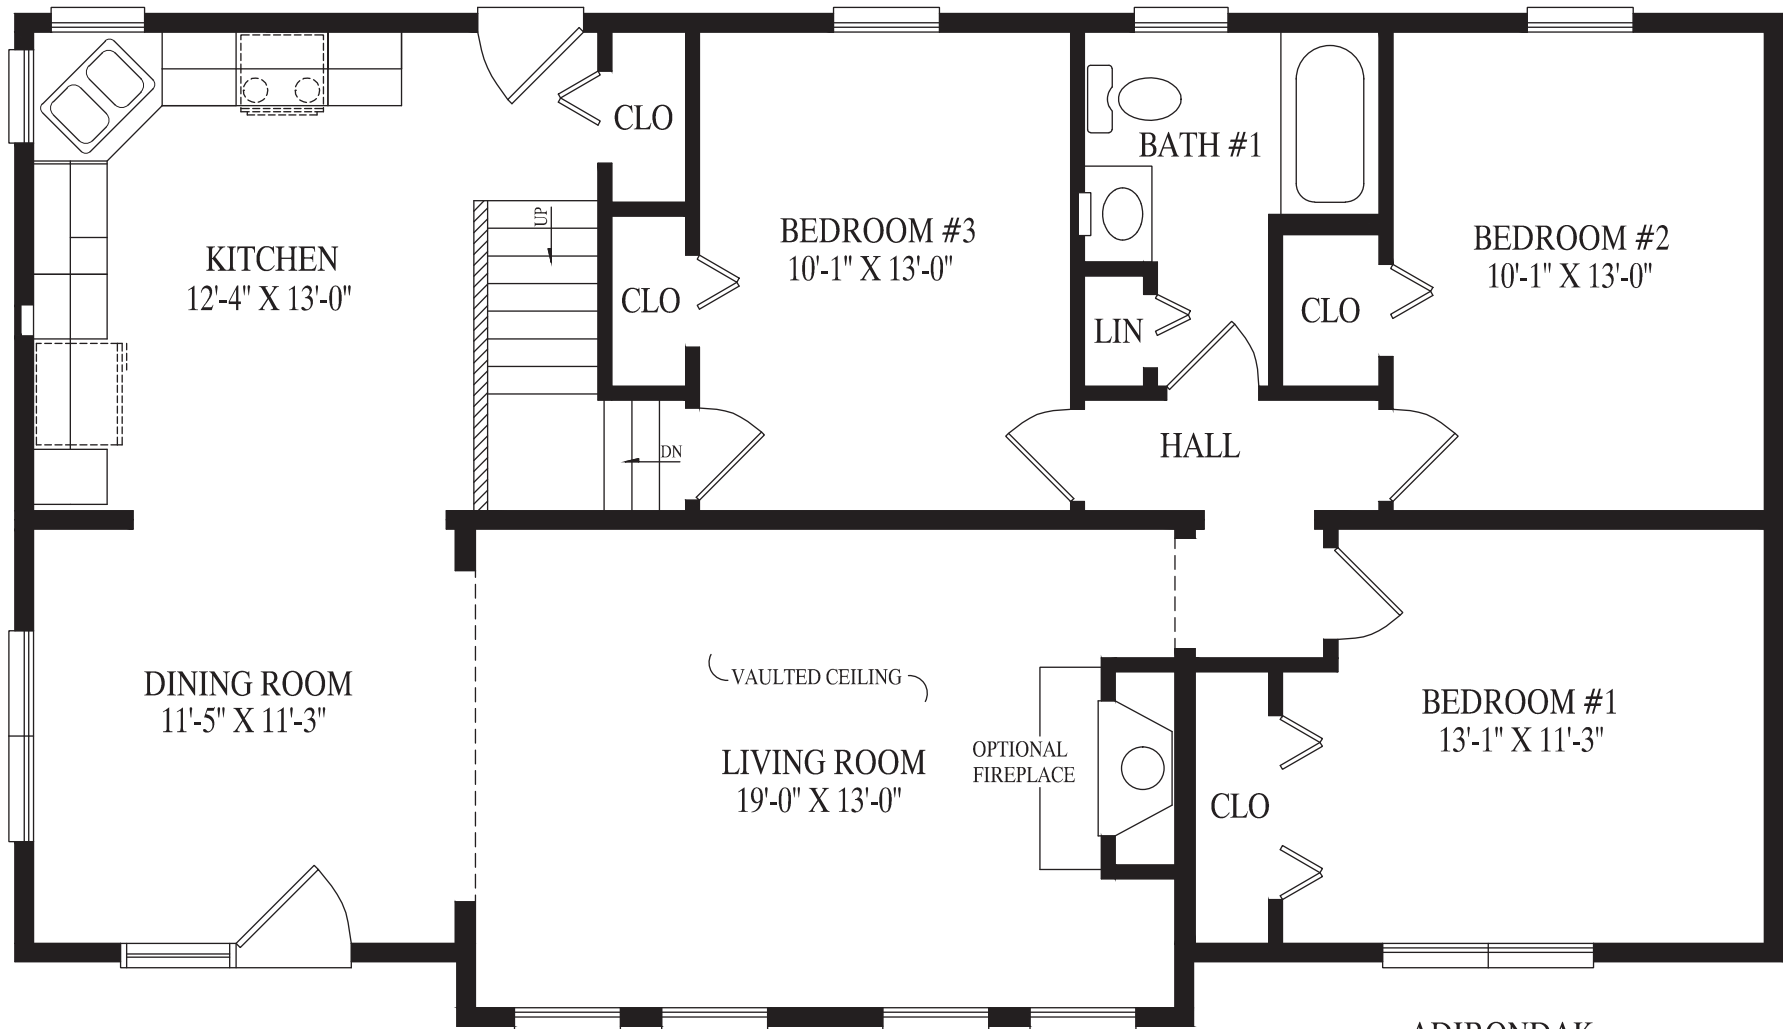 CLO
BATH #1
UP
BEDROOM #3
10'-1" X 13'-0"
BEDROOM #2
10'-1" X 13'-0"
KITCHEN
12'-4" X 13'-0"
CLO
CLO
LIN
HALL
DN
DINING ROOM
11'-5" X 11'-3"
VAULTED CEILING
LIVING ROOM
19'-0" X 13'-0"
OPTIONAL
FIREPLACE
BEDROOM #1
13'-1" X 11'-3"
CLO
ADIRONDAK